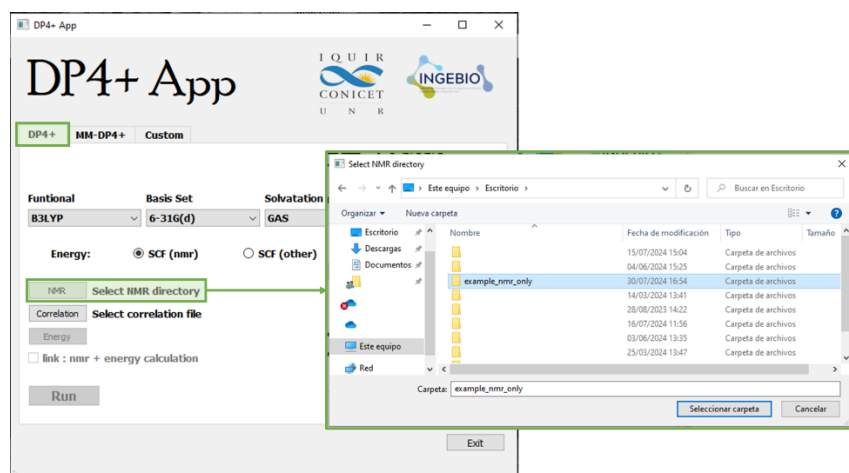 DP4+ App
DP4+ App
I Q U I R
CONICET
U N R
INGEBIO
DP4+ MM-DP4+ Custom
Funtional Basis Set Solvatation
B3LYP 6-31G(d) GAS
Energy: SCF (nmr) SCF (other)
NMR Select NMR directory
Correlation Select correlation file
Energy
link : nmr + energy calculation
Run
Exit
Select NMR directory
Este equipo › Escritorio ›
Buscar en Escritorio
Organizar Nueva carpeta
Escritorio
Descargas
Documentos
Este equipo
Red
Nombre Fecha de modificación Tipo Tamaño
15/07/2024 15:04 Carpeta de archivos
04/06/2024 15:25 Carpeta de archivos
example_nmr_only 30/07/2024 16:54 Carpeta de archivos
14/03/2024 13:41 Carpeta de archivos
28/08/2023 14:22 Carpeta de archivos
16/07/2024 11:56 Carpeta de archivos
03/06/2024 13:35 Carpeta de archivos
25/03/2024 13:47 Carpeta de archivos
Carpeta: example_nmr_only
Seleccionar carpeta Cancelar